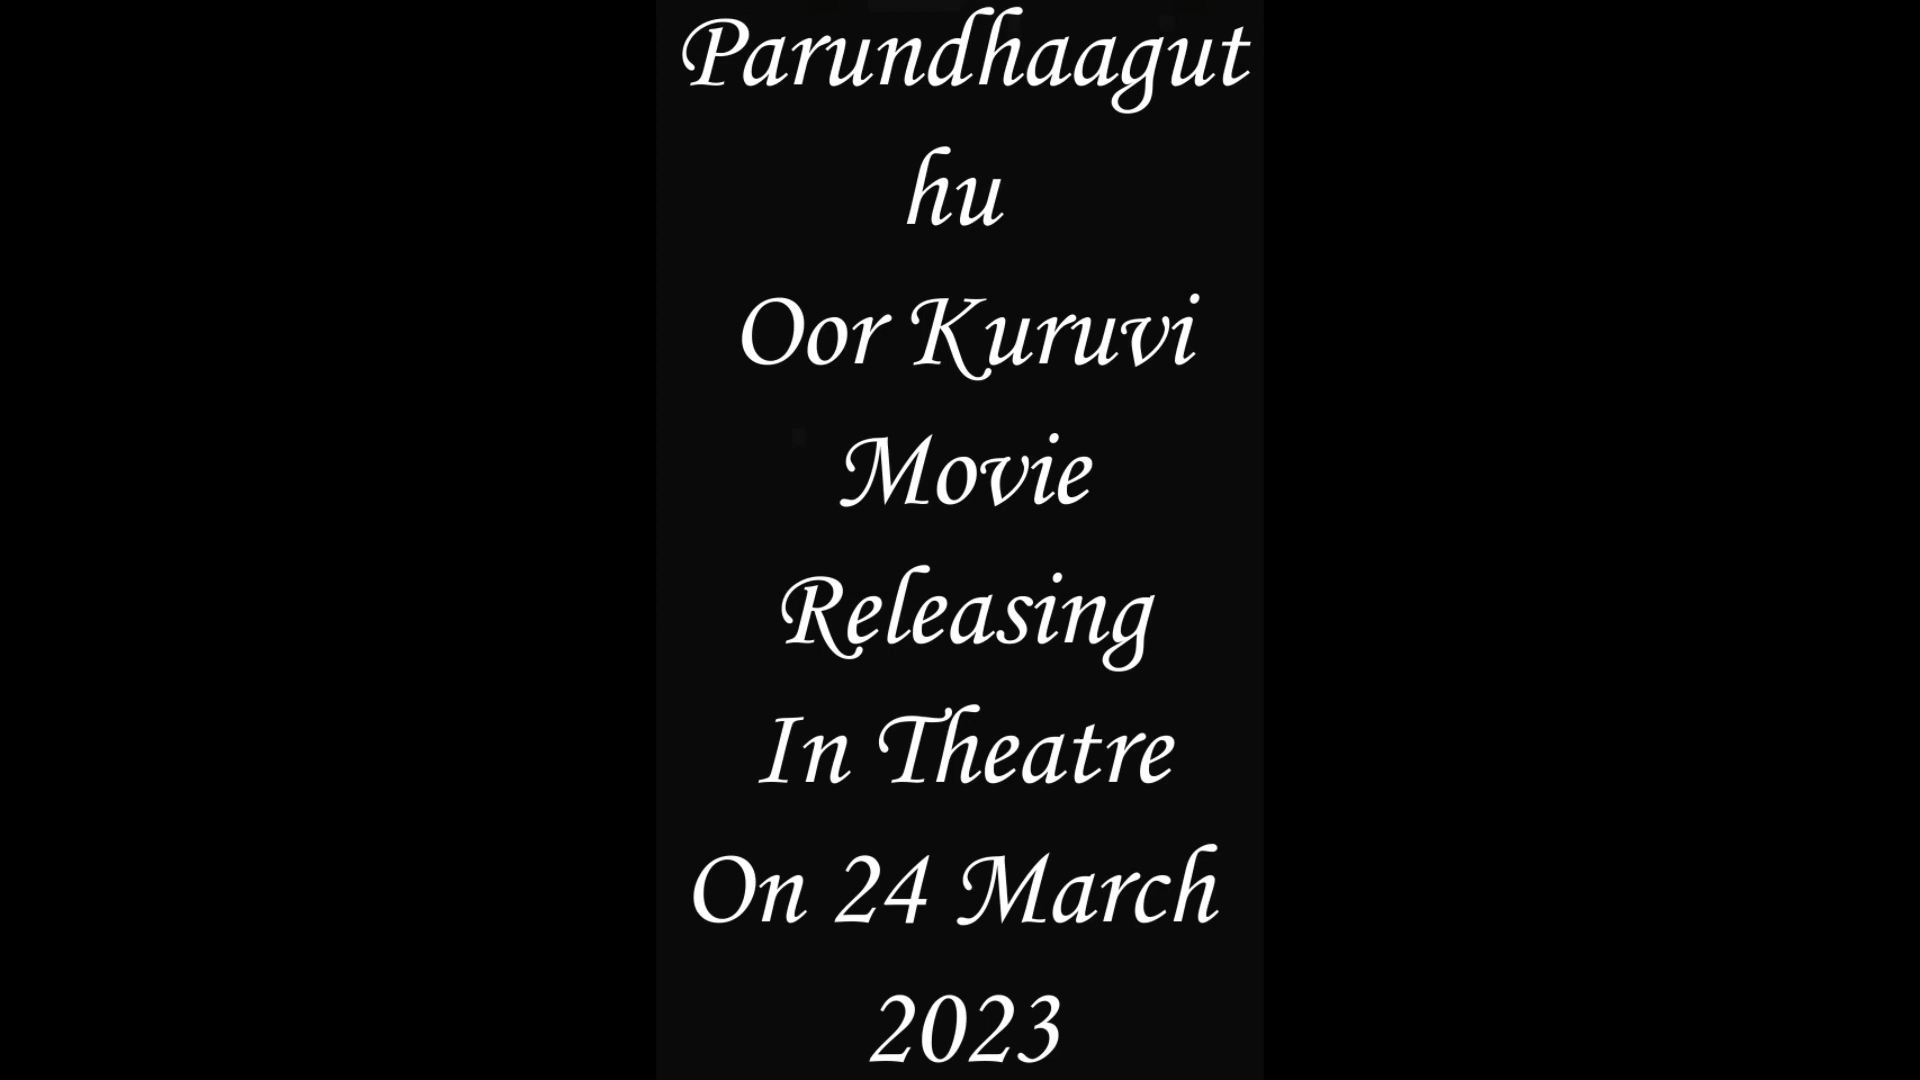 Parundhaagut
hu
Oor Kuruvi
Movie
Releasing
In Theatre
On 24 March
2023